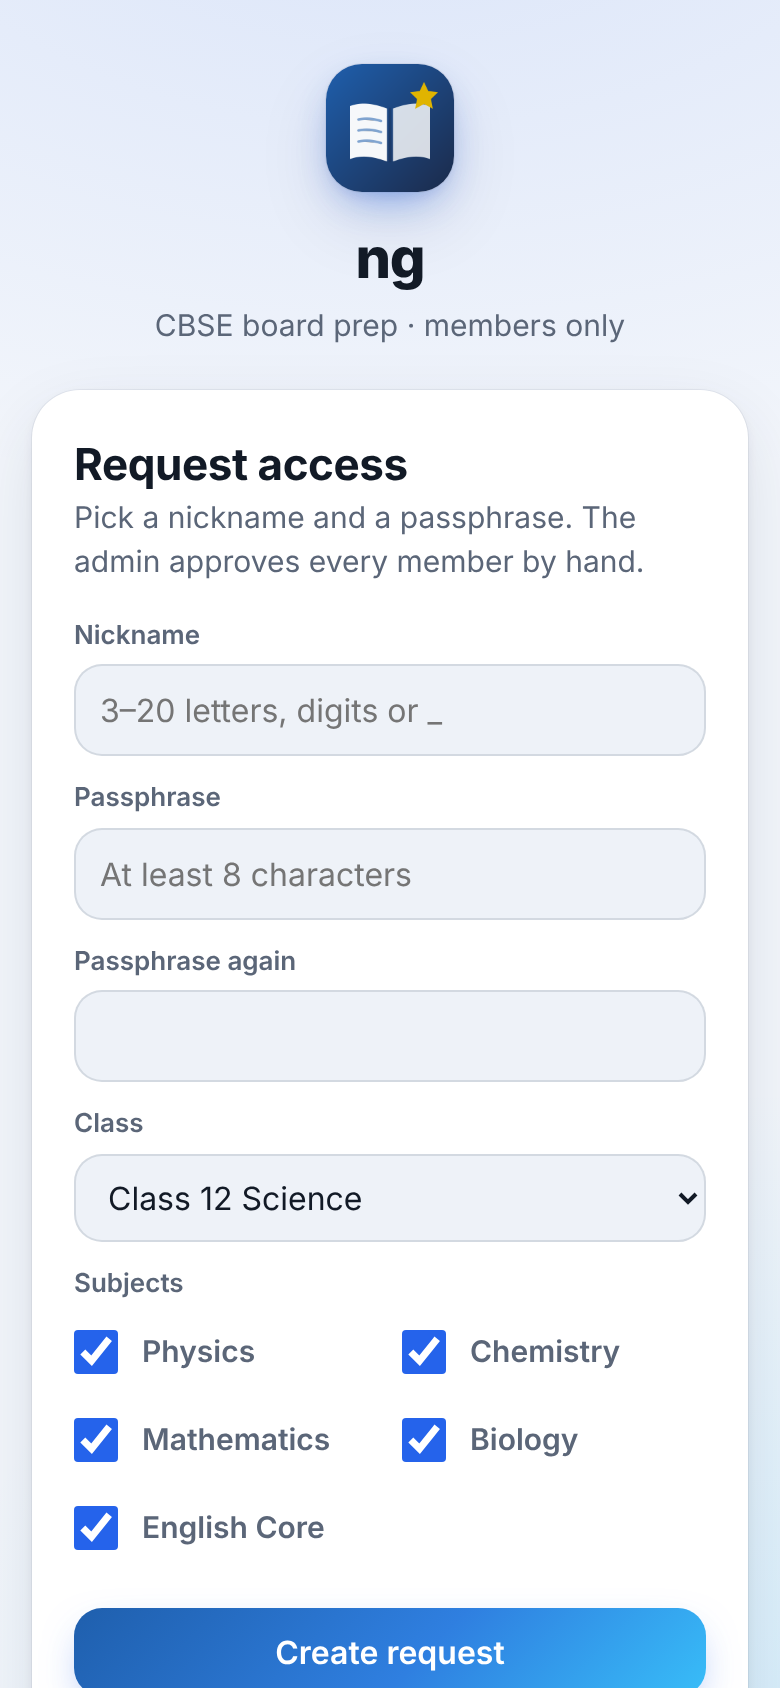 ng
CBSE board prep · members only
Request access
Pick a nickname and a passphrase. The
admin approves every member by hand.
Nickname
3–20 letters, digits or _
Passphrase
At least 8 characters
Passphrase again
Class
Class 12 Science
Subjects
Physics
Chemistry
Mathematics
Biology
English Core
Create request